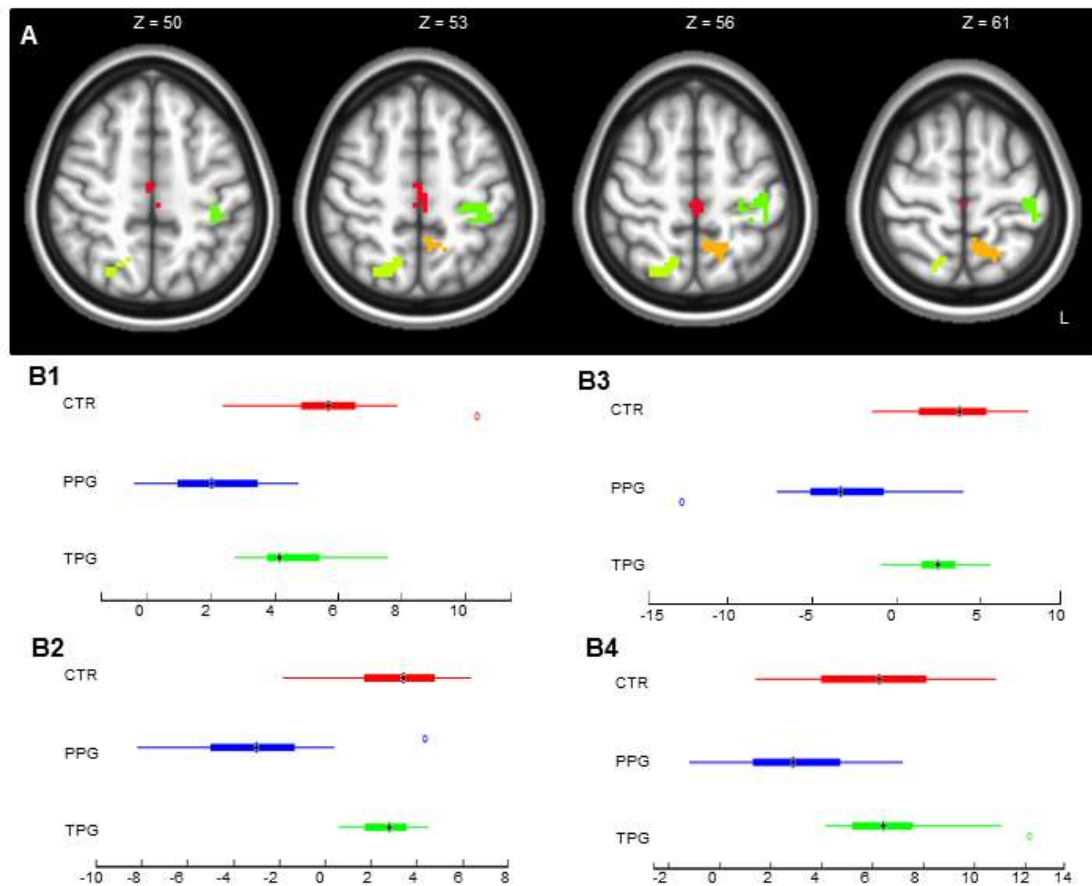 A Z = 50 Z = 53 Z = 56 Z = 61
L
B1
CTR
PPG
TPG
0 2 4 6 8 10
B3
CTR
PPG
TPG
-15 -10 -5 0 5 10
B2
CTR
PPG
TPG
-10 -8 -6 -4 -2 0 2 4 6 8
B4
CTR
PPG
TPG
-2 0 2 4 6 8 10 12 14